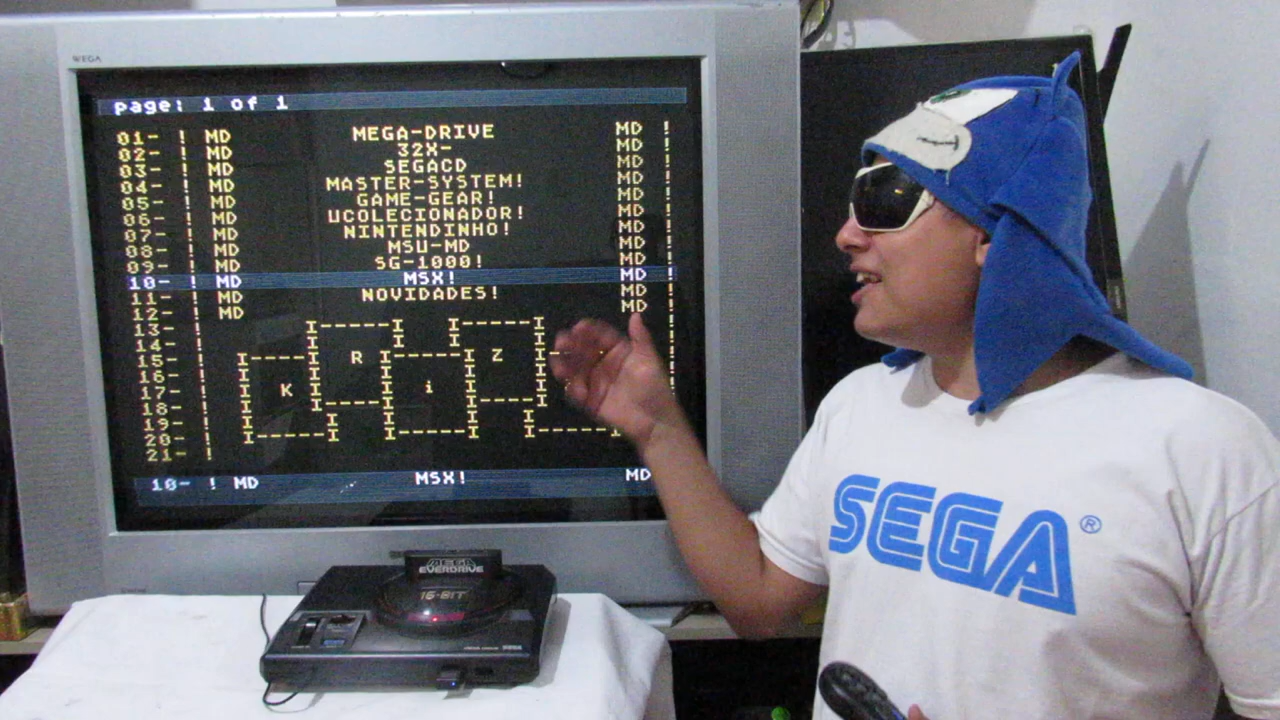 WEGA
page: 1 of 1
01- ! MD MEGA-DRIVE MD !
02- ! MD 32X- MD !
03- ! MD SEGACD MD !
04- ! MD MASTER-SYSTEM! MD !
05- ! MD GAME-GEAR! MD !
06- ! MD UCOLECIONADOR! MD !
07- ! MD NINTENDINHO! MD !
08- ! MD MSU-MD MD !
09- ! MD SG-1000! MD !
10- ! MD MSX! MD !
11- ! MD NOVIDADES! MD !
12- ! MD MD !
13- !
14- !
15- ! R Z
16- !
17- ! K i
18- !
19- !
20- !
21- !
10- ! MD MSX! MD
MEGA
EVERDRIVE
16-BIT
MEGA DRIVE SEGA
SEGA®